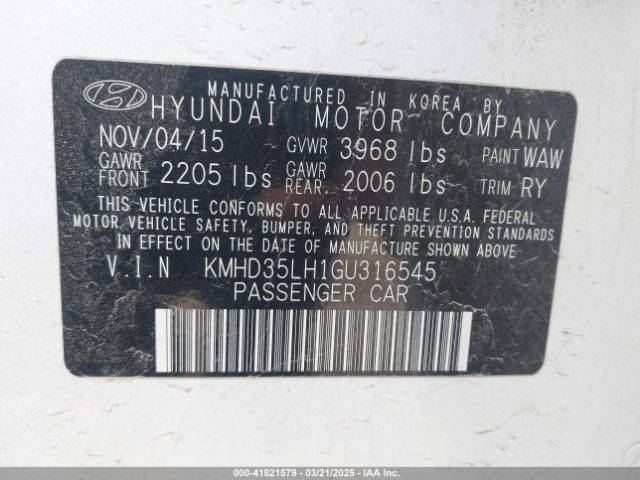 MANUFACTURED IN KOREA BY
HYUNDAI MOTOR COMPANY
NOV/04/15 GVWR 3968 lbs PAINT WAW
GAWR FRONT 2205 lbs GAWR REAR. 2006 lbs TRIM RY
THIS VEHICLE CONFORMS TO ALL APPLICABLE U.S.A. FEDERAL
MOTOR VEHICLE SAFETY, BUMPER, AND THEFT PREVENTION
STANDARDS IN EFFECT ON THE DATE OF MANUFACTURE SHOWN ABOVE
V.I.N KMHD35LH1GU316545
PASSENGER CAR
000-41821579 - 03/21/2025 - IAAI.COM